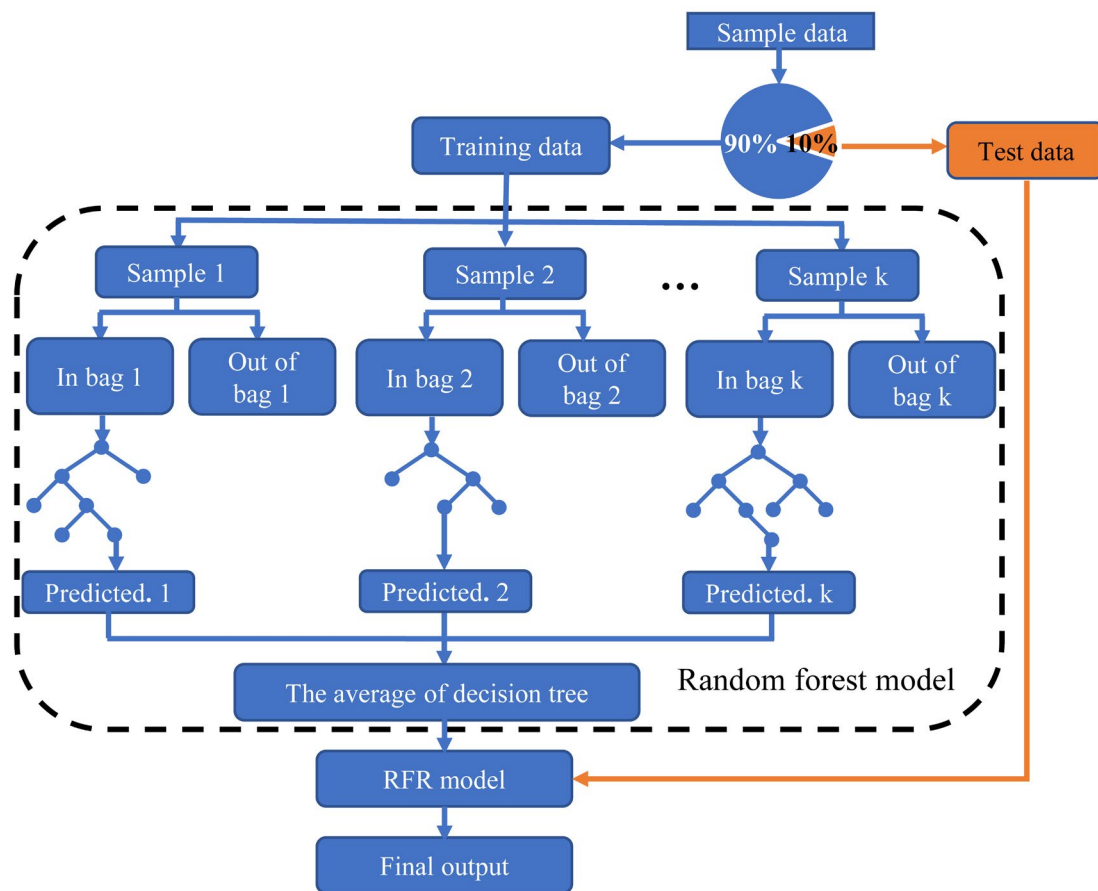 Sample data
90%
10%
Training data
Test data
Sample 1
Sample 2
...
Sample k
In bag 1
Out of
bag 1
In bag 2
Out of
bag 2
In bag k
Out of
bag k
Predicted. 1
Predicted. 2
Predicted. k
The average of decision tree
Random forest model
RFR model
Final output